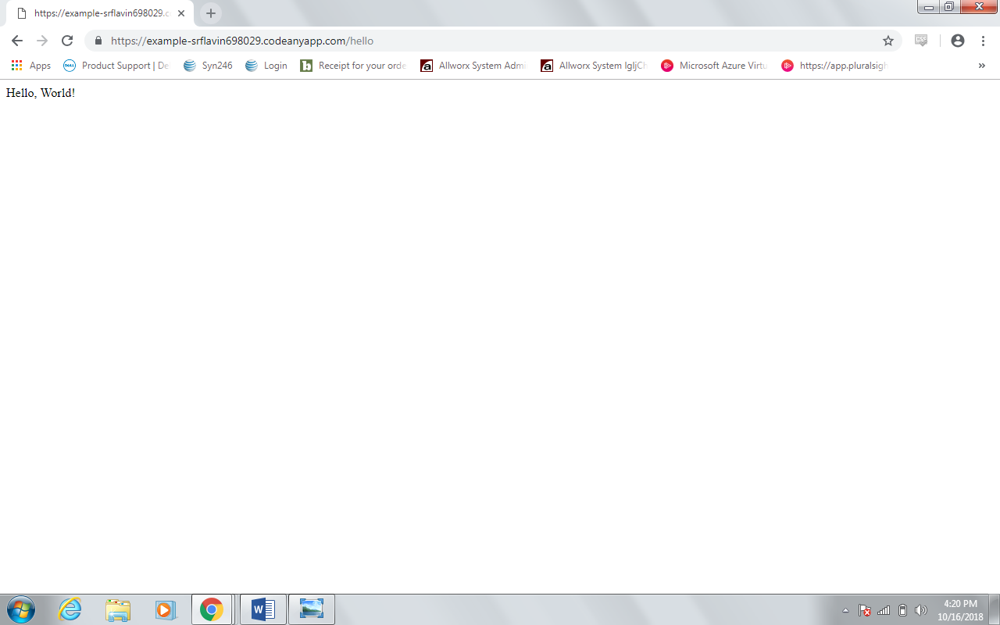 https://example-srflavin698029.c
https://example-srflavin698029.codeanyapp.com/hello
Apps Product Support | De Syn246 Login Receipt for your orde Allworx System Admi Allworx System IgljCh Microsoft Azure Virtu https://app.pluralsigh »
Hello, World!
4:20 PM
10/16/2018